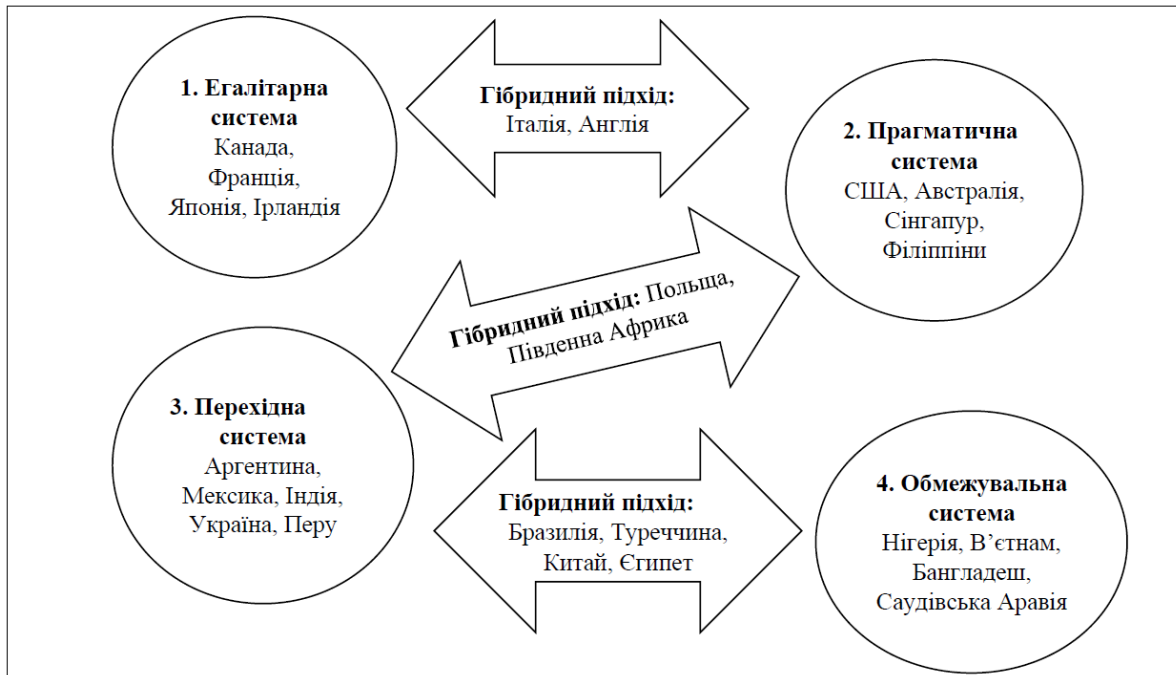 1. Егалітарна
система
Канада,
Франція,
Японія, Ірландія
Гібридний підхід:
Італія, Англія
2. Прагматична
система
США, Австралія,
Сінгапур,
Філіппіни
Гібридний підхід: Польща,
Південна Африка
3. Перехідна
система
Аргентина,
Мексика, Індія,
Україна, Перу
Гібридний підхід:
Бразилія, Туреччина,
Китай, Єгипет
4. Обмежувальна
система
Нігерія, В’єтнам,
Бангладеш,
Саудівська Аравія